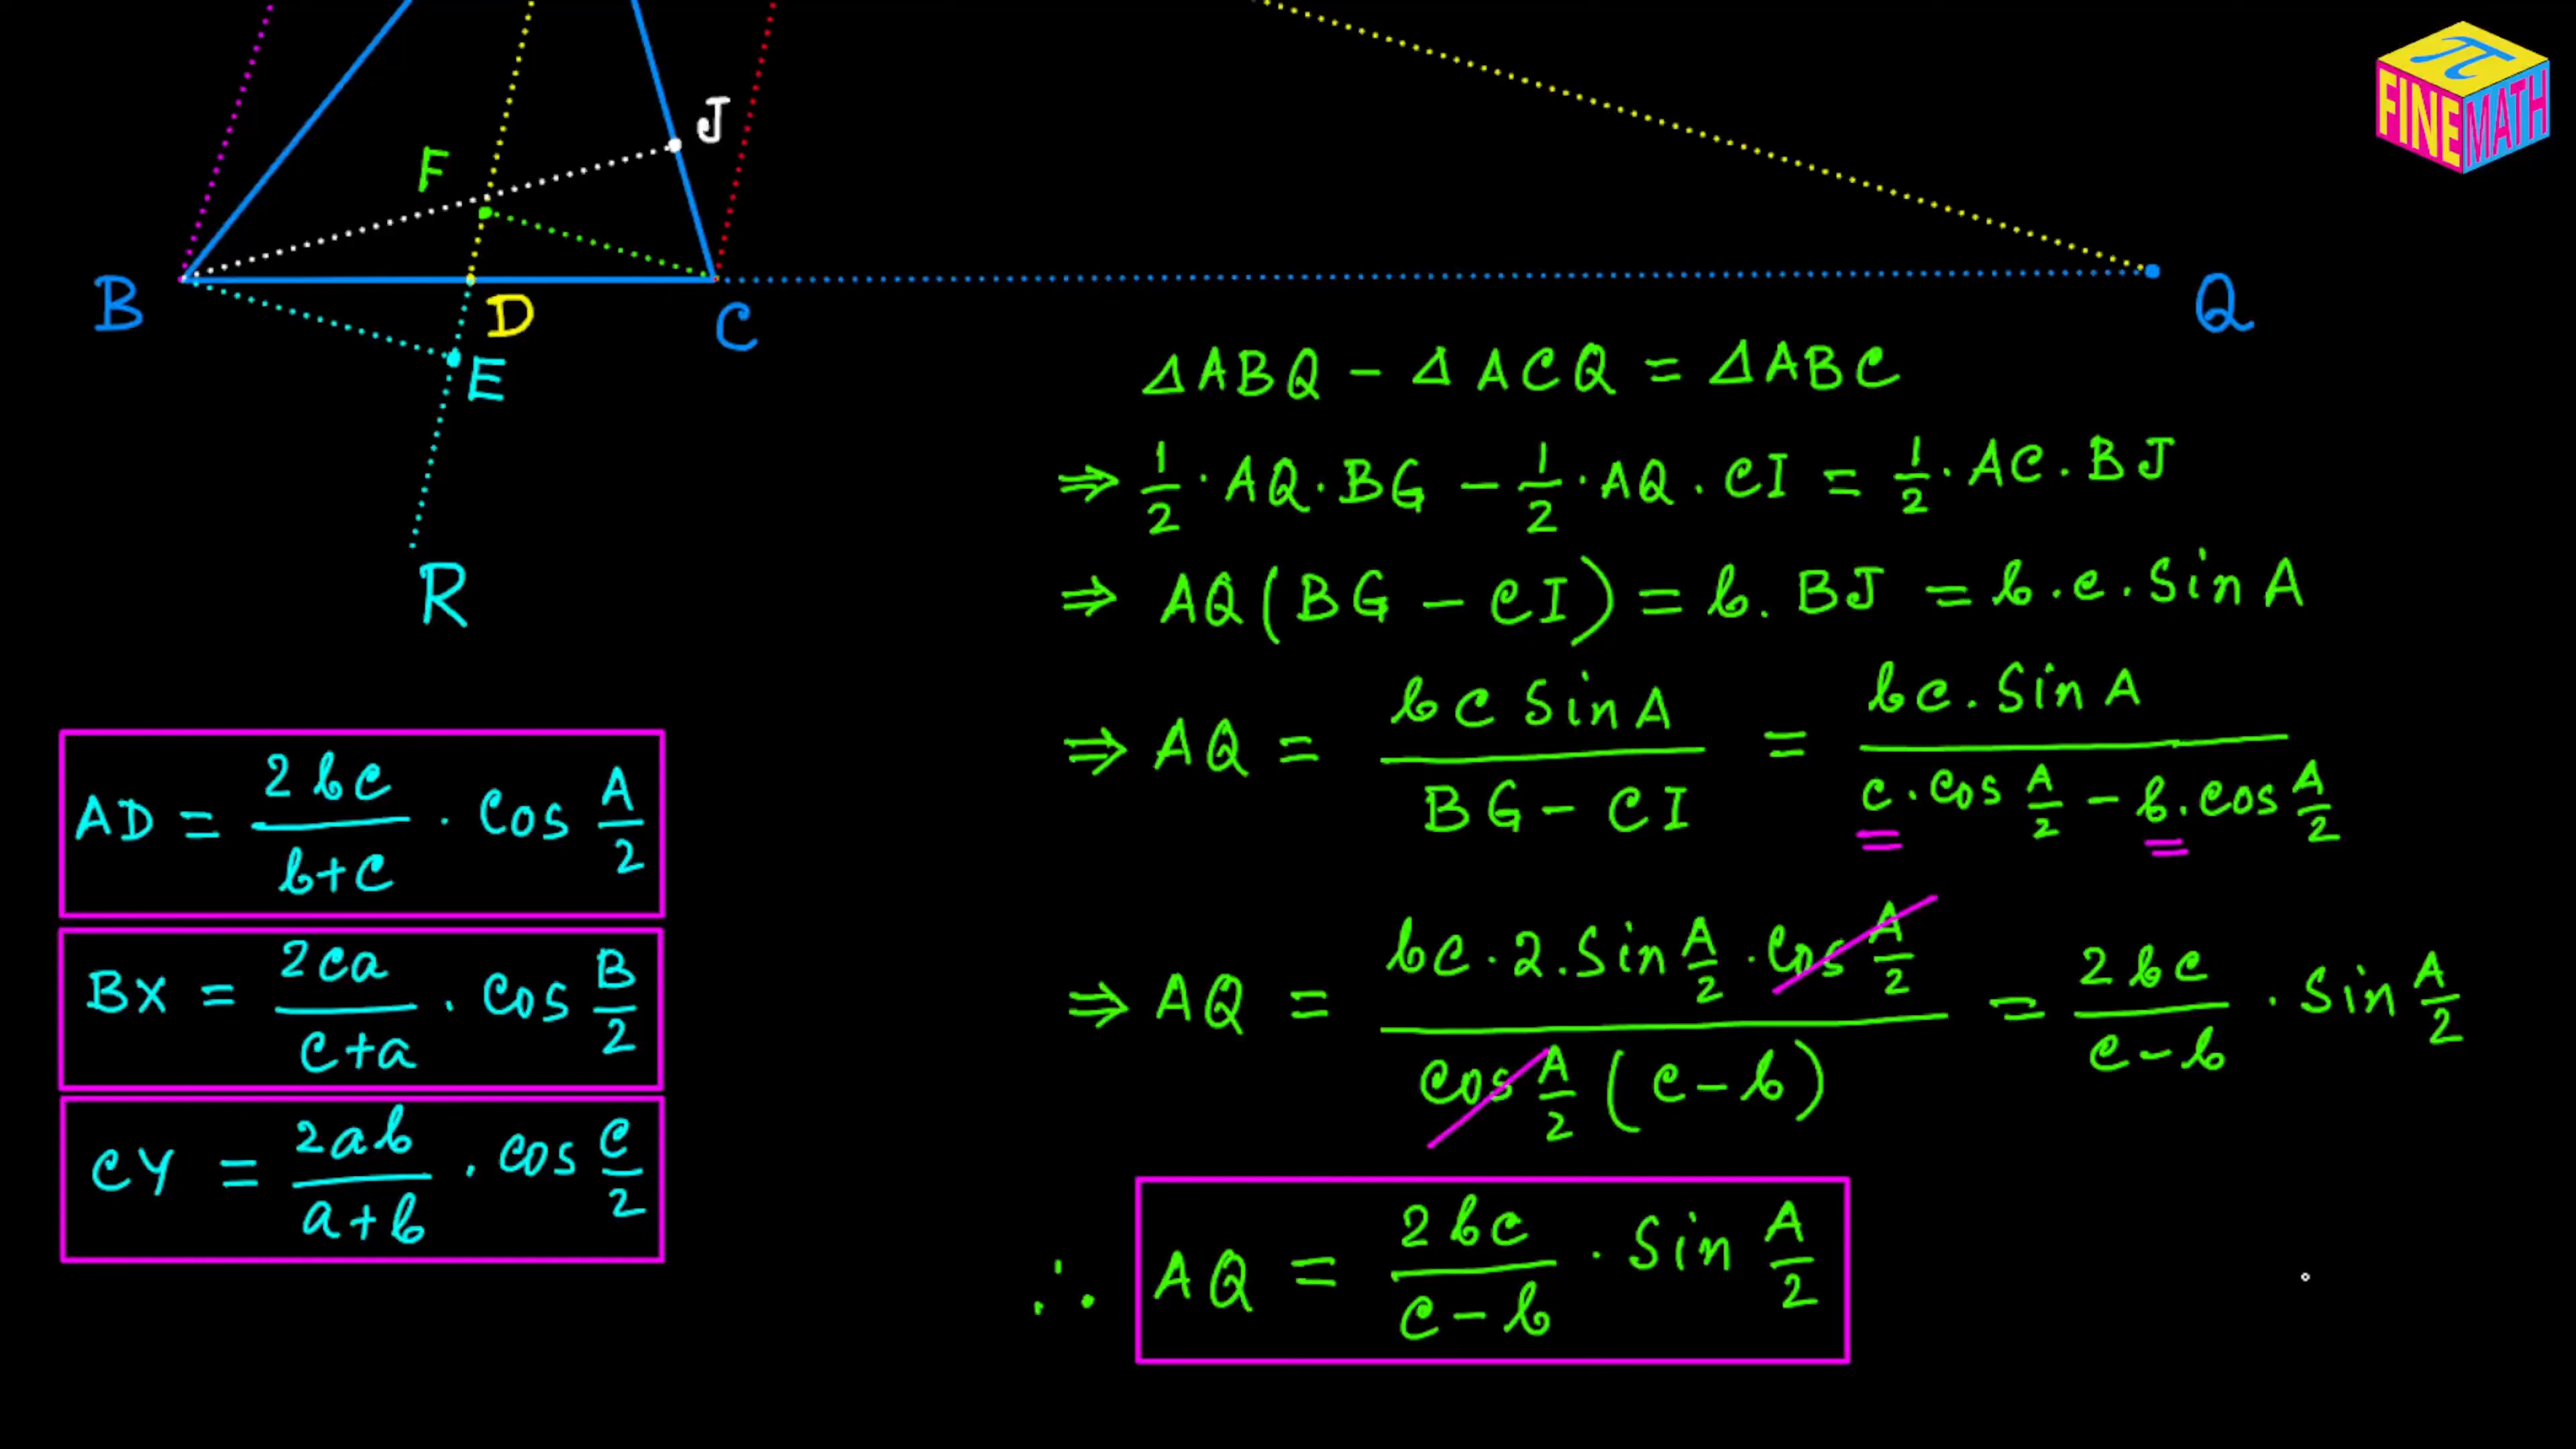 π
FINE MATH
J
F
B
D
C
Q
E
R
∆ABQ - ∆ACQ = ∆ABC
⇒ 1/2 · AQ · BG - 1/2 · AQ · CI = 1/2 · AC · BJ
⇒ AQ(BG - CI) = b. BJ = b . c . Sin A
⇒ AQ = bc Sin A / BG - CI = bc . Sin A / c . Cos A/2 - b . Cos A/2
⇒ AQ = bc · 2 . Sin A/2 · Cos A/2 / Cos A/2 (c - b) = 2bc / c - b · Sin A/2
∴ AQ = 2bc / c - b · Sin A/2
AD = 2bc / b+c · Cos A/2
BX = 2ca / c+a · Cos B/2
CY = 2ab / a+b · Cos C/2